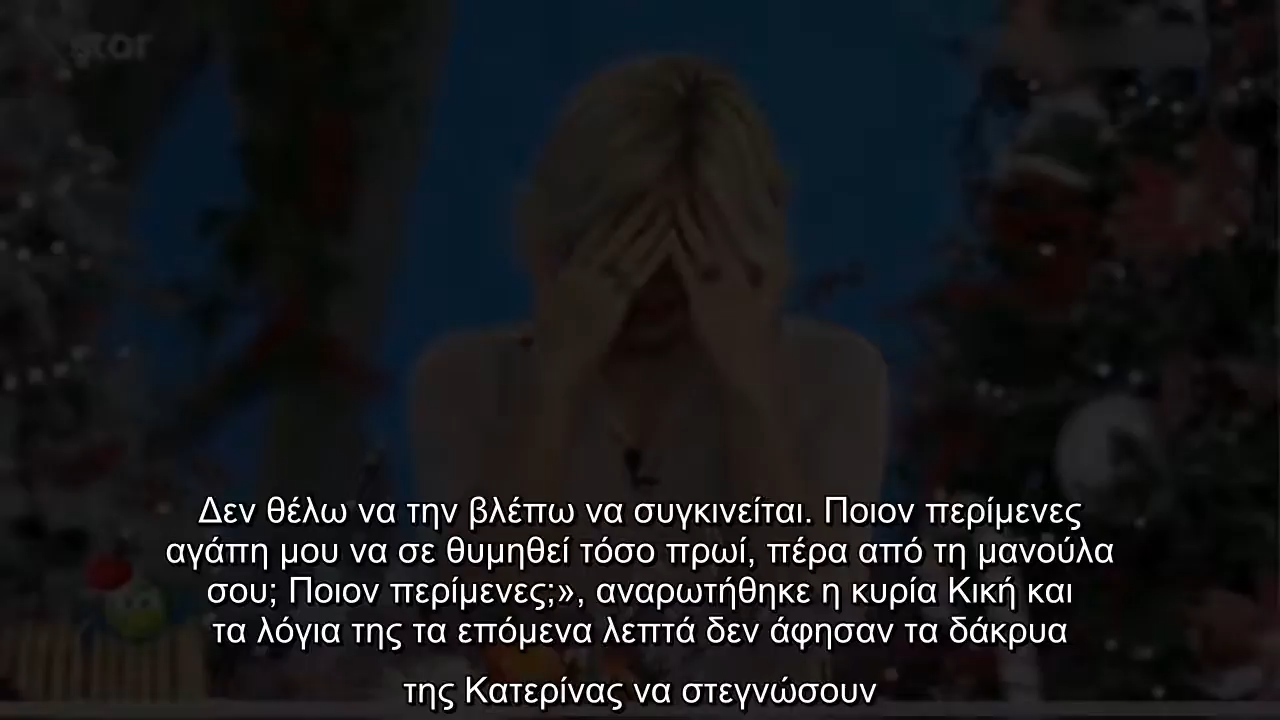 star
Δεν θέλω να την βλέπω να συγκινείται. Ποιον περίμενες
αγάπη μου να σε θυμηθεί τόσο πρωί, πέρα από τη μανούλα
σου; Ποιον περίμενες;», αναρωτήθηκε η κυρία Κική και
τα λόγια της τα επόμενα λεπτά δεν άφησαν τα δάκρυα
της Κατερίνας να στεγνώσουν